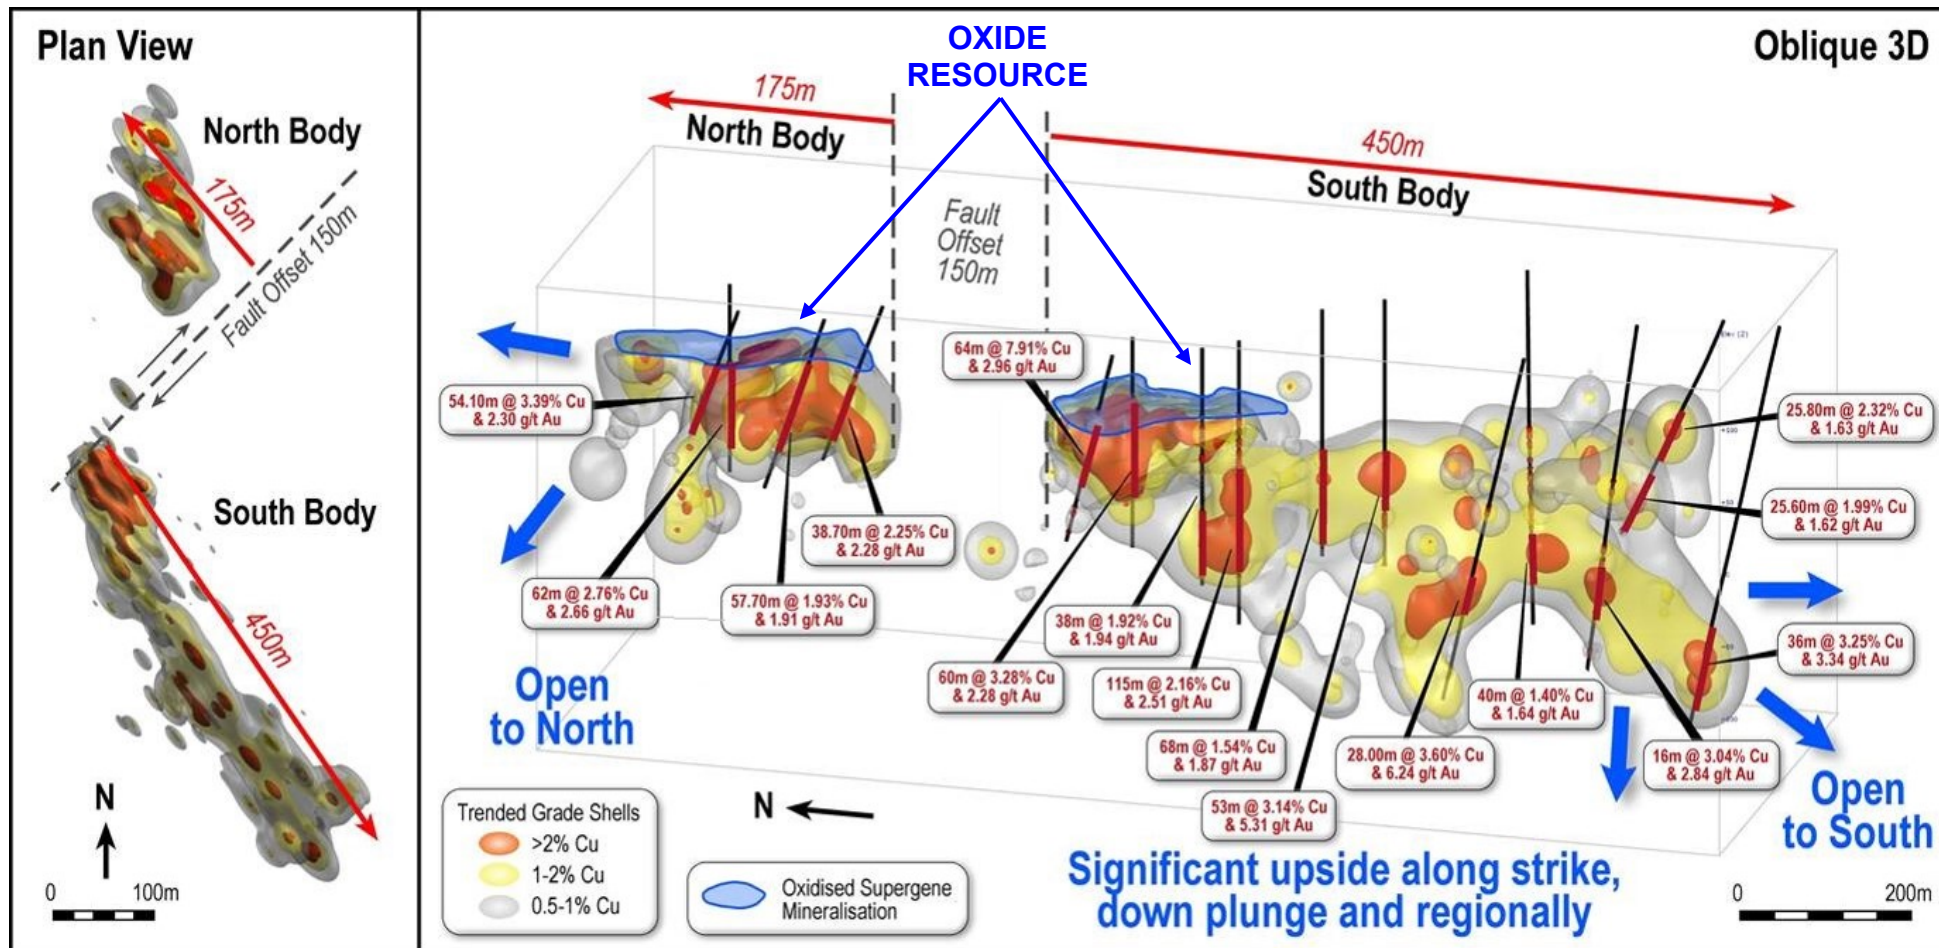 Plan View
North Body
175m
Fault Offset 150m
South Body
450m
N
0 100m
OXIDE
RESOURCE
Oblique 3D
175m
North Body
450m
South Body
Fault
Offset
150m
64m @ 7.91% Cu
& 2.96 g/t Au
54.10m @ 3.39% Cu
& 2.30 g/t Au
25.80m @ 2.32% Cu
& 1.63 g/t Au
25.60m @ 1.99% Cu
& 1.62 g/t Au
38.70m @ 2.25% Cu
& 2.28 g/t Au
62m @ 2.76% Cu
& 2.66 g/t Au
57.70m @ 1.93% Cu
& 1.91 g/t Au
38m @ 1.92% Cu
& 1.94 g/t Au
36m @ 3.25% Cu
& 3.34 g/t Au
60m @ 3.28% Cu
& 2.28 g/t Au
115m @ 2.16% Cu
& 2.51 g/t Au
40m @ 1.40% Cu
& 1.64 g/t Au
68m @ 1.54% Cu
& 1.87 g/t Au
28.00m @ 3.60% Cu
& 6.24 g/t Au
16m @ 3.04% Cu
& 2.84 g/t Au
53m @ 3.14% Cu
& 5.31 g/t Au
Open
to North
Open
to South
N
Trended Grade Shells
>2% Cu
1-2% Cu
0.5-1% Cu
Oxidised Supergene
Mineralisation
Significant upside along strike,
down plunge and regionally
0 200m